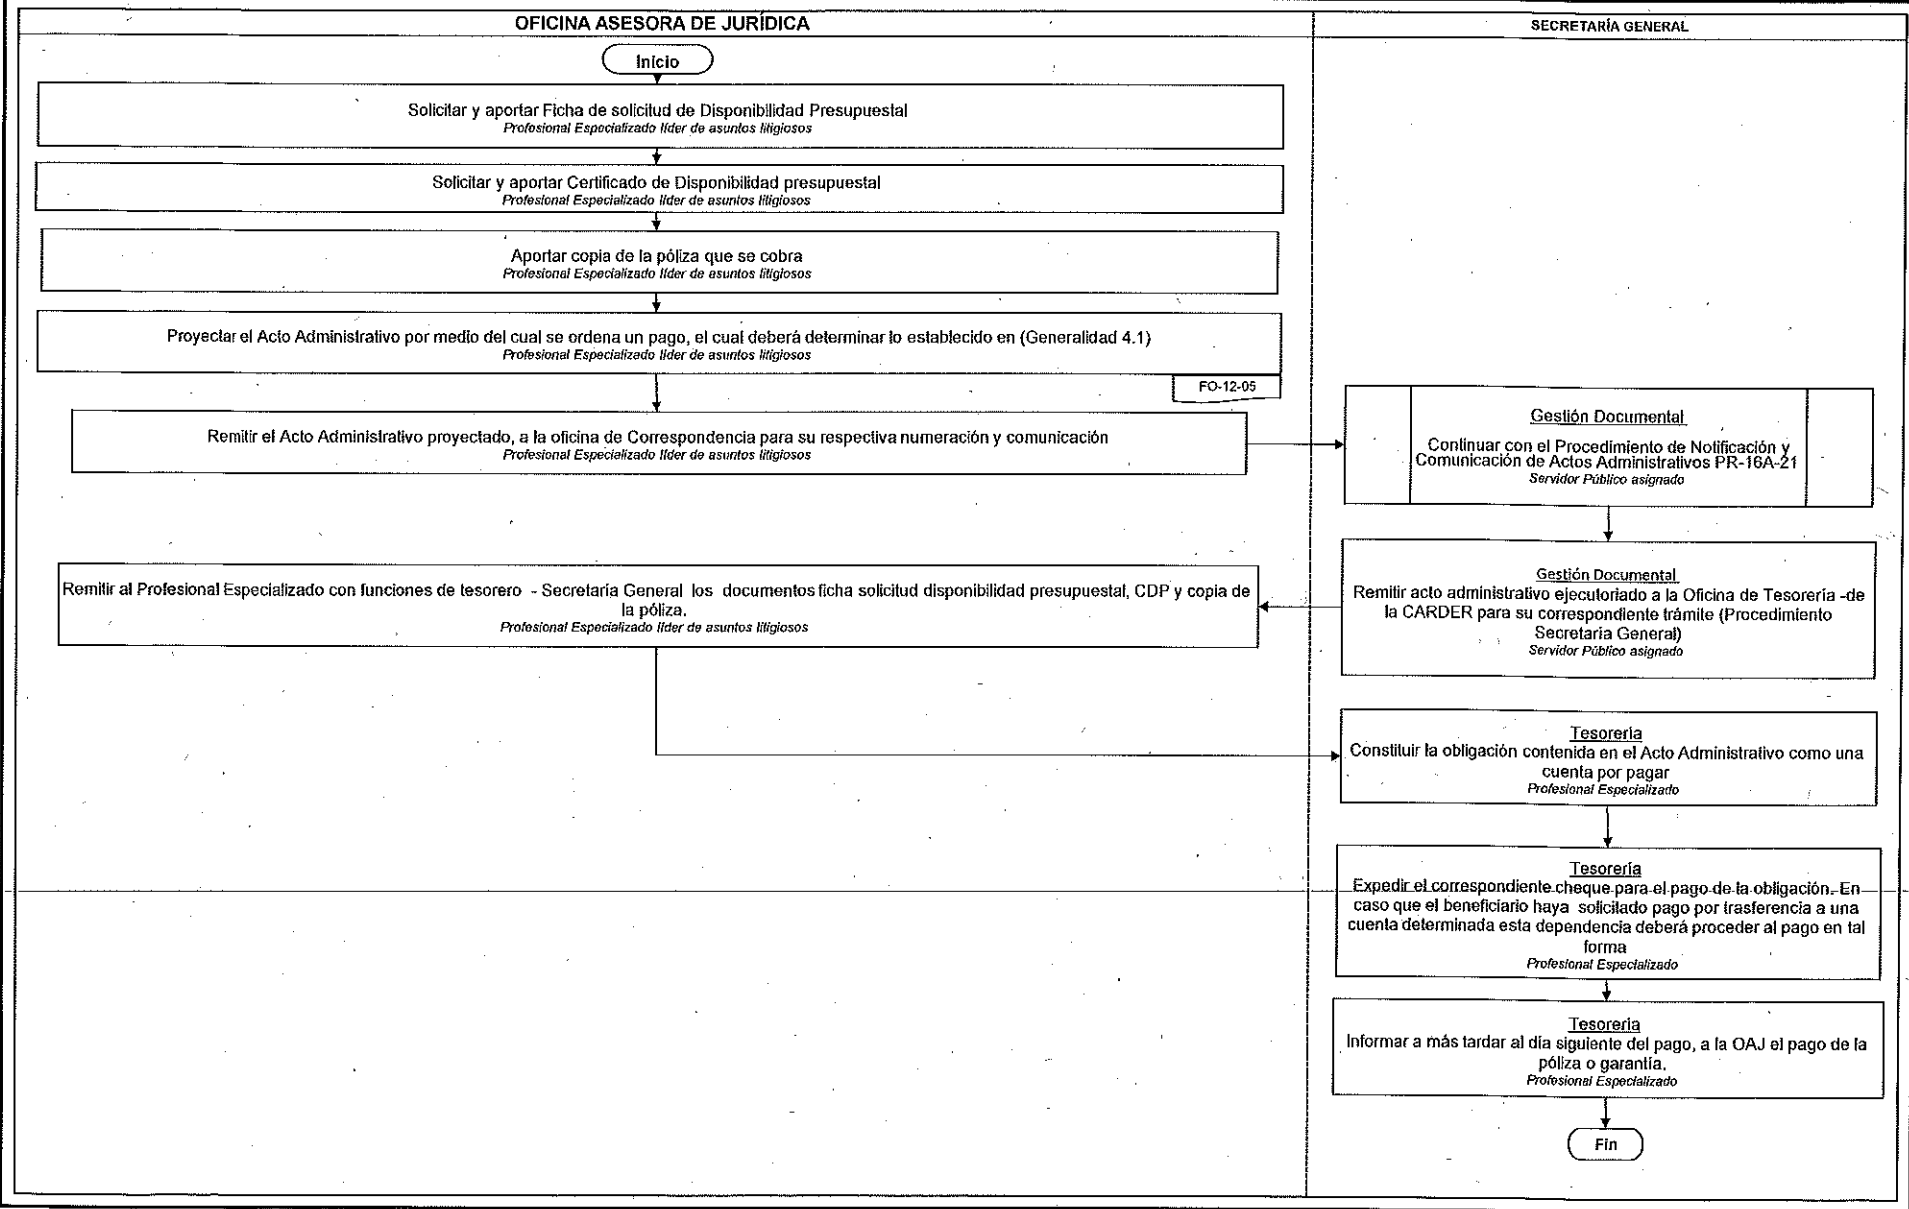 OFICINA ASESORA DE JURÍDICA
SECRETARÍA GENERAL
Inicio
Solicitar y aportar Ficha de solicitud de Disponibilidad Presupuestal
Profesional Especializado líder de asuntos litigiosos
Solicitar y aportar Certificado de Disponibilidad presupuestal
Profesional Especializado líder de asuntos litigiosos
Aportar copia de la póliza que se cobra
Profesional Especializado líder de asuntos litigiosos
Proyectar el Acto Administrativo por medio del cual se ordena un pago, el cual deberá determinar lo establecido en (Generalidad 4.1)
Profesional Especializado líder de asuntos litigiosos
FO-12-05
Remitir el Acto Administrativo proyectado, a la oficina de Correspondencia para su respectiva numeración y comunicación
Profesional Especializado líder de asuntos litigiosos
Gestión Documental
Continuar con el Procedimiento de Notificación y
Comunicación de Actos Administrativos PR-16A-21
Servidor Público asignado
Gestión Documental
Remitir acto administrativo ejecutoriado a la Oficina de Tesorería -de
la CARDER para su correspondiente trámite (Procedimiento
Secretaria General)
Servidor Público asignado
Remitir al Profesional Especializado con funciones de tesorero - Secretaría General los documentos ficha solicitud disponibilidad presupuestal, CDP y copia de
la póliza.
Profesional Especializado líder de asuntos litigiosos
Tesorería
Constituir la obligación contenida en el Acto Administrativo como una
cuenta por pagar
Profesional Especializado
Tesorería
Expedir el correspondiente cheque para el pago de la obligación. En
caso que el beneficiario haya solicitado pago por trasferencia a una
cuenta determinada esta dependencia deberá proceder al pago en tal
forma
Profesional Especializado
Tesorería
Informar a más tardar al día siguiente del pago, a la OAJ el pago de la
póliza o garantía.
Profesional Especializado
Fin